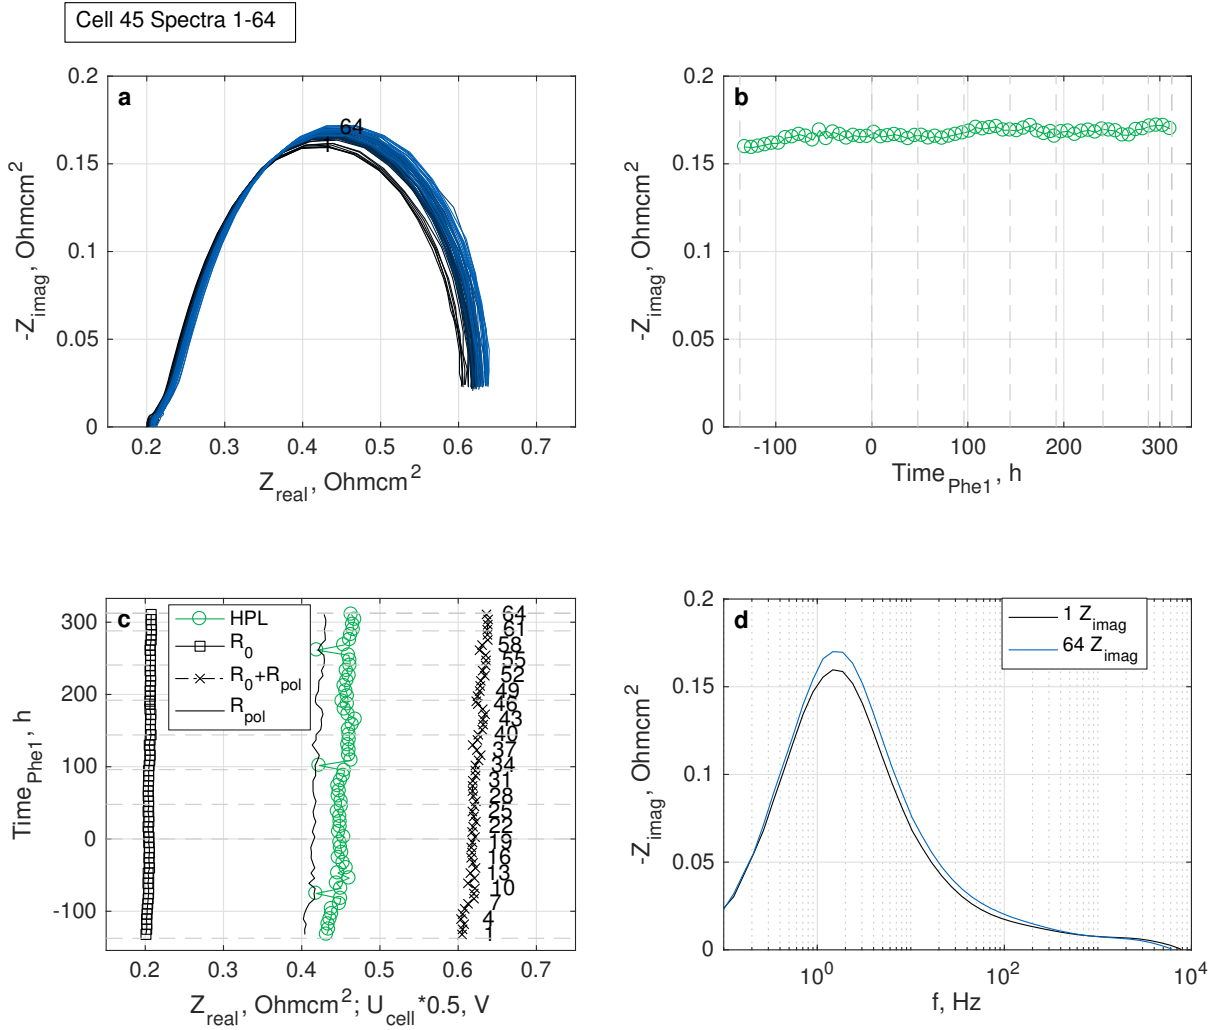 Cell 45 Spectra 1-64
a
64
1
0.2
0.15
0.1
0.05
0
-Z_imag, Ohmcm^2
0.2 0.3 0.4 0.5 0.6 0.7
Z_real, Ohmcm^2
b
0.2
0.15
0.1
0.05
0
-Z_imag, Ohmcm^2
-100 0 100 200 300
Time_Phe1, h
c
HPL
R_0
R_0+R_pol
R_pol
64
61
58
55
52
49
46
43
40
37
34
31
28
25
22
19
16
13
10
7
4
1
300
200
100
0
-100
Time_Phe1, h
0.2 0.3 0.4 0.5 0.6 0.7
Z_real, Ohmcm^2; U_cell*0.5, V
d
1 Z_imag
64 Z_imag
0.2
0.15
0.1
0.05
0
-Z_imag, Ohmcm^2
10^0 10^2 10^4
f, Hz